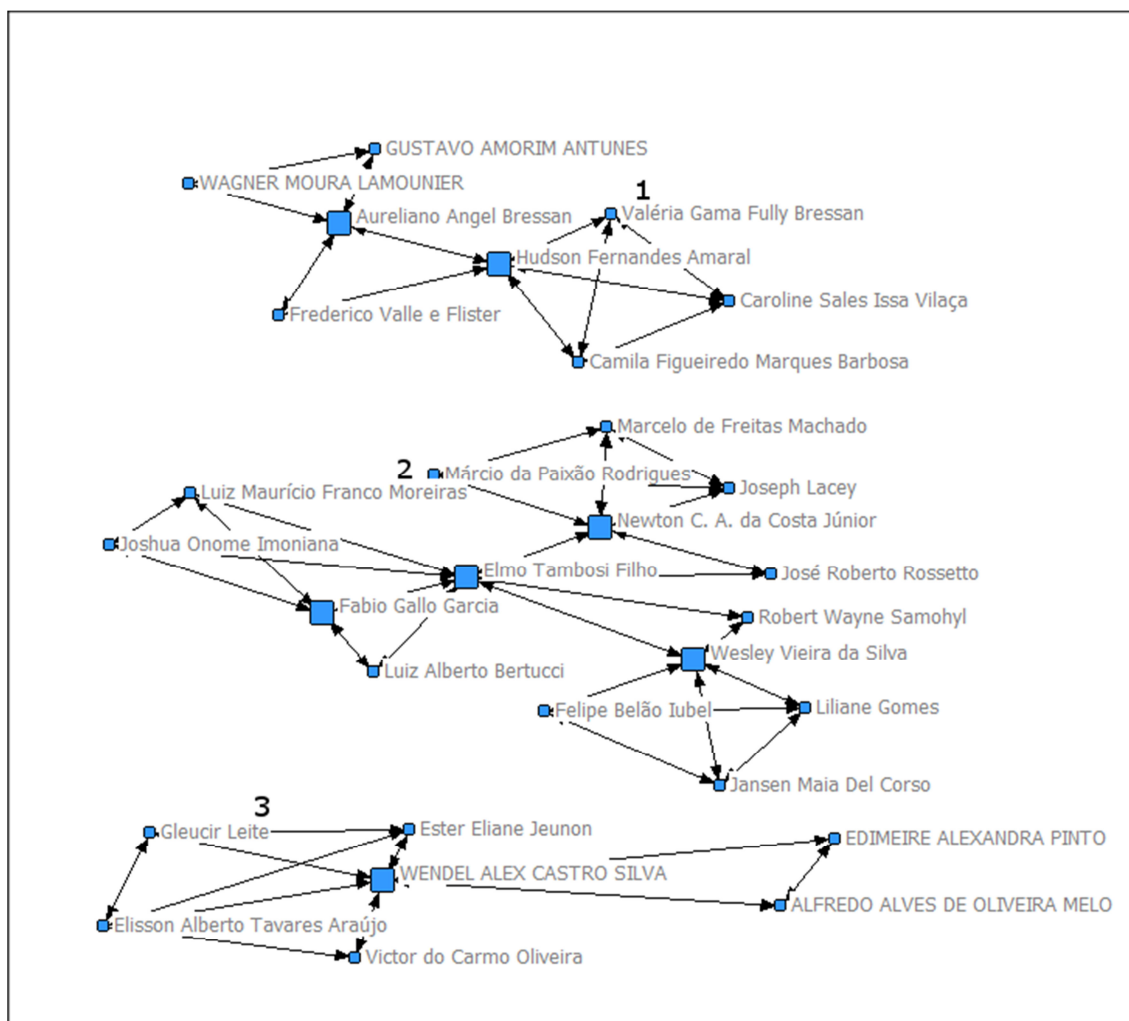 GUSTAVO AMORIM ANTUNES
WAGNER MOURA LAMOUNIER
1
Aureliano Angel Bressan
Valéria Gama Fully Bressan
Hudson Fernandes Amaral
Caroline Sales Issa Vilaça
Frederico Valle e Flister
Camila Figueiredo Marques Barbosa
Marcelo de Freitas Machado
2
Márcio da Paixão Rodrigues
Luiz Maurício Franco Moreiras
Joseph Lacey
Newton C. A. da Costa Júnior
Joshua Onome Imoniana
Elmo Tambosi Filho
José Roberto Rossetto
Fabio Gallo Garcia
Robert Wayne Samohyl
Wesley Vieira da Silva
Luiz Alberto Bertucci
Felipe Belão Iubel
Liliane Gomes
Jansen Maia Del Corso
3
Gleucir Leite
Ester Eliane Jeunon
EDIMEIRE ALEXANDRA PINTO
WENDEL ALEX CASTRO SILVA
ALFREDO ALVES DE OLIVEIRA MELO
Elisson Alberto Tavares Araújo
Victor do Carmo Oliveira